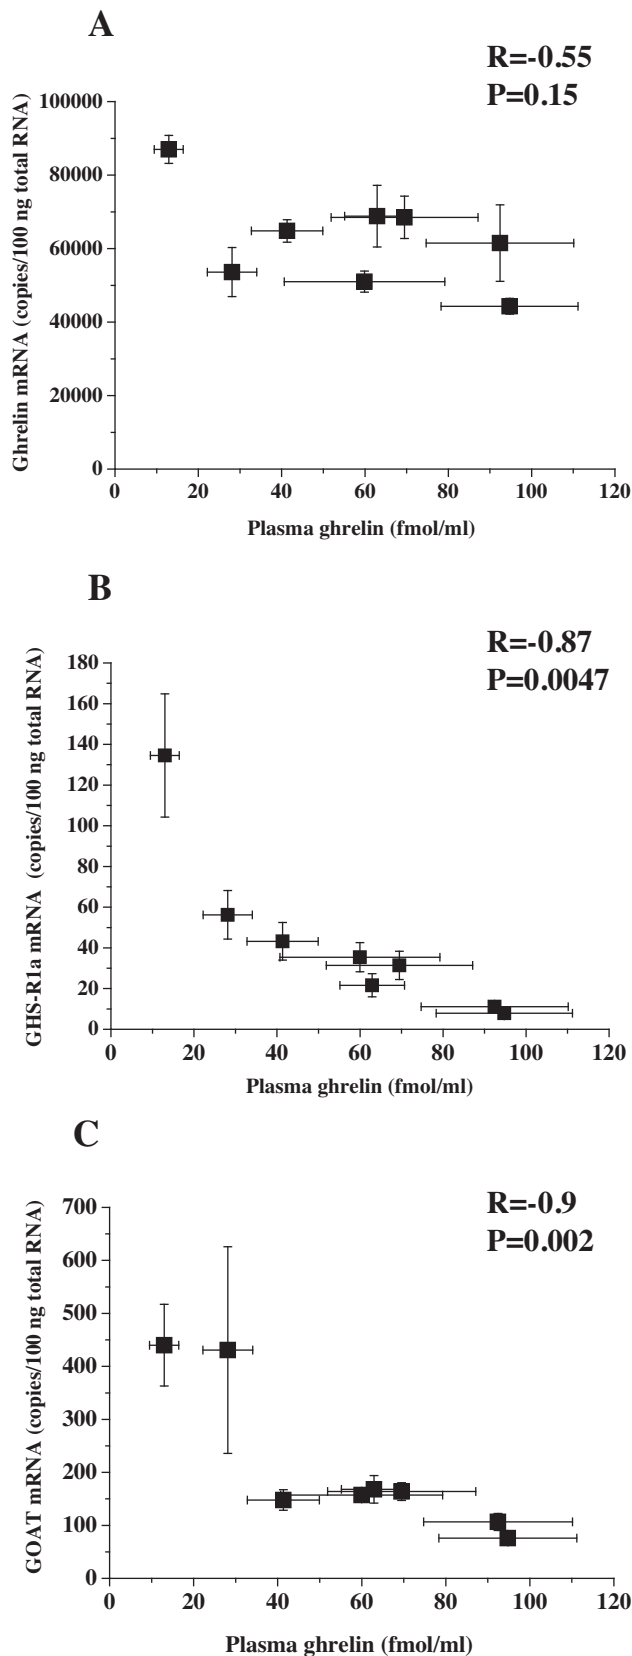 A
R=-0.55
P=0.15
100000
80000
60000
40000
20000
0
Ghrelin mRNA (copies/100 ng total RNA)
0 20 40 60 80 100 120
Plasma ghrelin (fmol/ml)
B
R=-0.87
P=0.0047
180
160
140
120
100
80
60
40
20
0
GHS-R1a mRNA (copies/100 ng total RNA)
0 20 40 60 80 100 120
Plasma ghrelin (fmol/ml)
C
R=-0.9
P=0.002
700
600
500
400
300
200
100
0
GOAT mRNA (copies/100 ng total RNA)
0 20 40 60 80 100 120
Plasma ghrelin (fmol/ml)